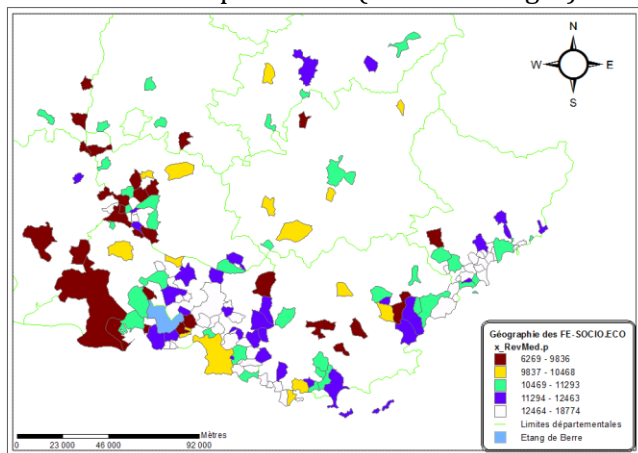 N
W E
S
Géographie des FE-SOCIO.ECO
x_RevMed.p
6269 - 9836
9837 - 10468
10469 - 11293
11294 - 12463
12464 - 18774
Limites départementales
Etang de Berre
Mètres
0 23 000 46 000 92 000